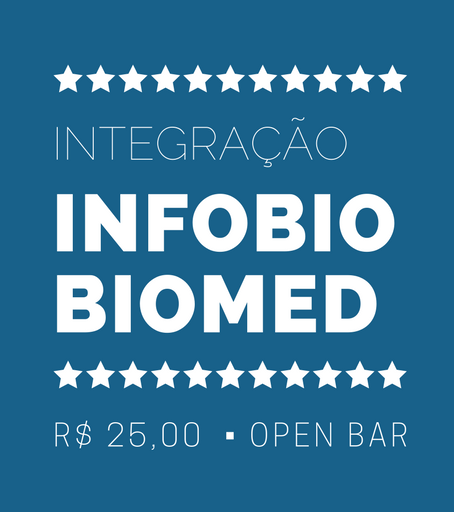 INTEGRAÇÃO
INFOBIO
BIOMED
R$ 25,00 ▪ OPEN BAR